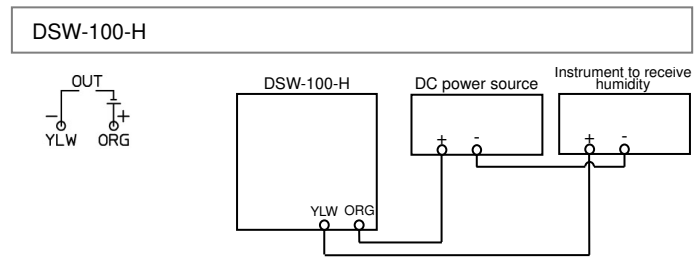 DSW-100-H
OUT
- +
YLW ORG
DSW-100-H
YLW ORG
DC power source
+ -
Instrument to receive
humidity
+ -